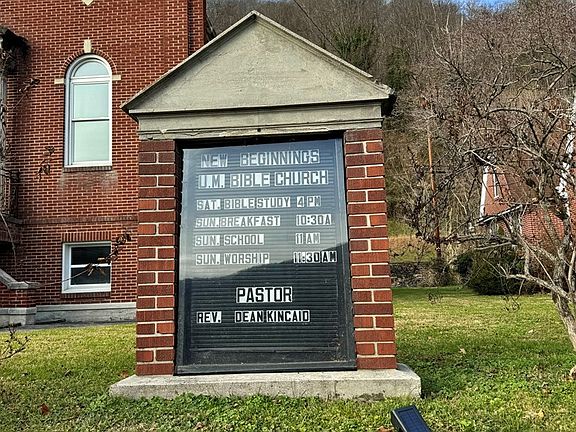 NEW BEGINNINGS
U.M. BIBLE CHURCH
SAT. BIBLE STUDY 4 PM
SUN. BREAKFAST 10:30A
SUN. SCHOOL 11 AM
SUN. WORSHIP 11:30 AM
PASTOR
REV. DEAN KINCAID